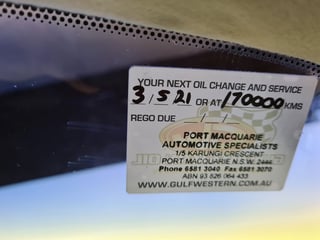 YOUR NEXT OIL CHANGE AND SERVICE
3/5 21 OR AT 170000 KMS
REGO DUE
PORT MACQUARIE
AUTOMOTIVE SPECIALISTS
1/5 KARUNGI CRESCENT
PORT MACQUARIE N.S.W. 2444
Phone 6581 3040 Fax 6581 3070
ABN 93 526 064 433
WWW.GULFWESTERN.COM.AU